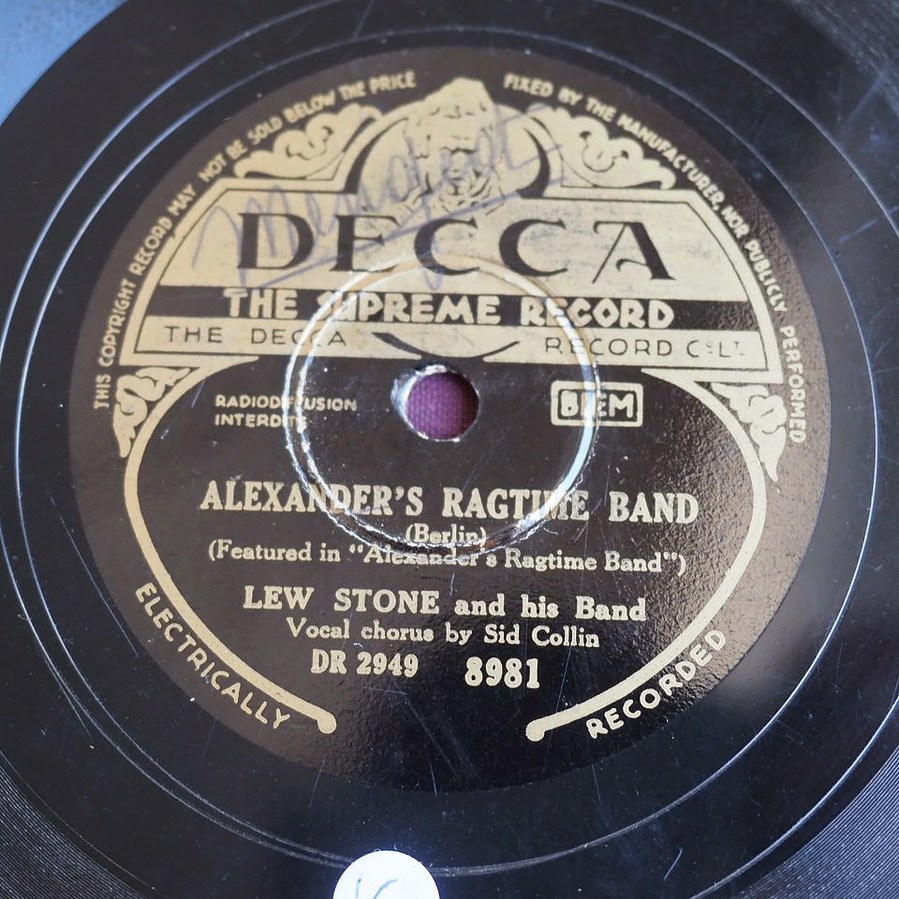 THIS COPYRIGHT RECORD MAY NOT BE SOLD BELOW THE PRICE FIXED BY THE MANUFACTURER, NOR PUBLICLY PERFORMED
DECCA
THE SUPREME RECORD
THE DECCA RECORD Cº LTD
RADIODIFFUSION
INTERDITE
BIEM
ALEXANDER'S RAGTIME BAND
(Berlin)
(Featured in "Alexander's Ragtime Band")
LEW STONE and his Band
Vocal chorus by Sid Collin
DR 2949 8981
ELECTRICALLY RECORDED